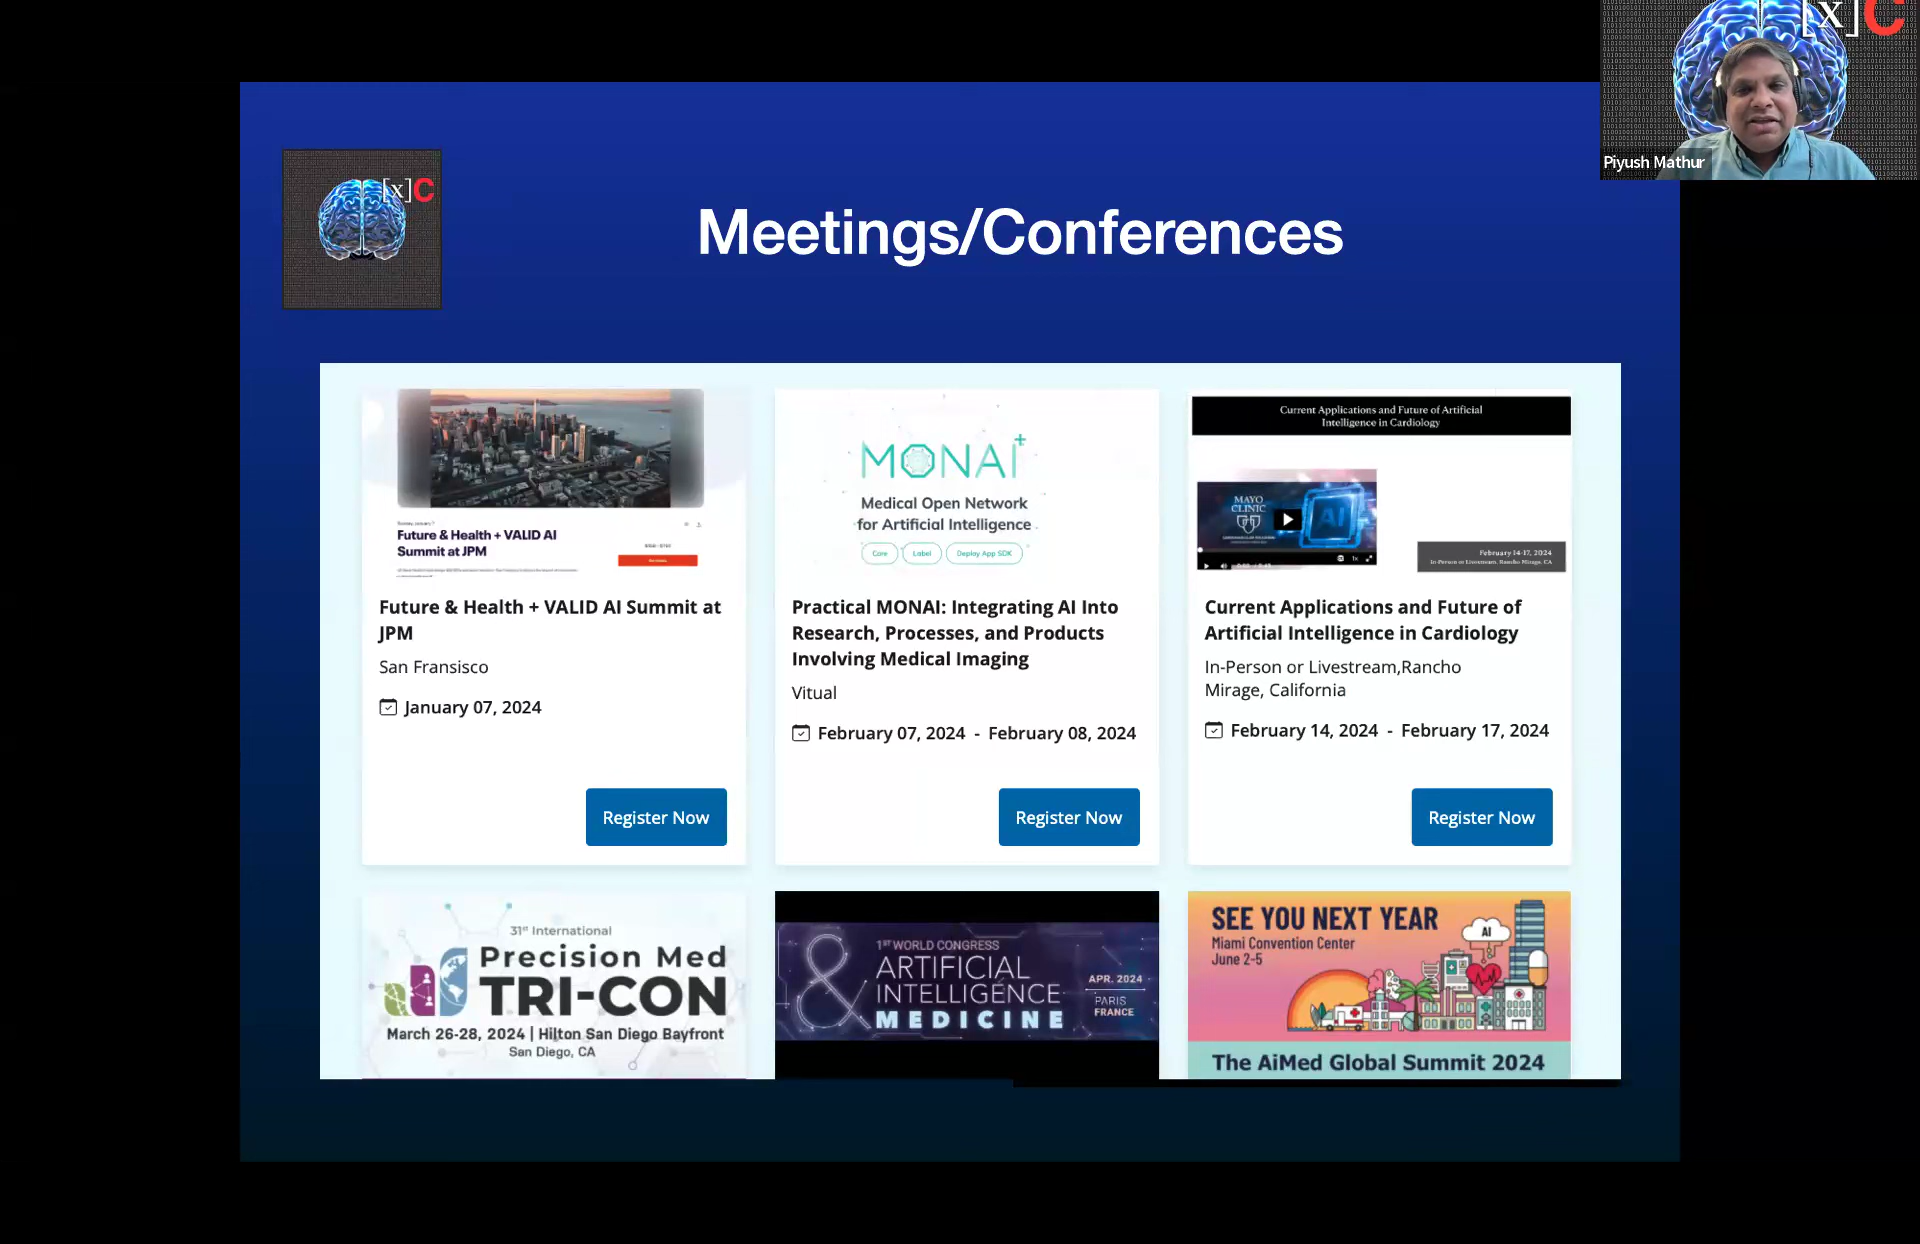 [x]C
Piyush Mathur
[x]C
Meetings/Conferences
Future & Health + VALID AI
Summit at JPM
Future & Health + VALID AI Summit at
JPM
San Fransisco
January 07, 2024
Register Now
MONAI
Medical Open Network
for Artificial Intelligence
Core
Label
Deploy App SDK
Practical MONAI: Integrating AI Into
Research, Processes, and Products
Involving Medical Imaging
Vitual
February 07, 2024 - February 08, 2024
Register Now
Current Applications and Future of Artificial
Intelligence in Cardiology
MAYO
CLINIC
AI
February 14-17, 2024
In-Person or Livestream, Rancho Mirage, CA
Current Applications and Future of
Artificial Intelligence in Cardiology
In-Person or Livestream,Rancho
Mirage, California
February 14, 2024 - February 17, 2024
Register Now
31st International
Precision Med
TRI-CON
March 26-28, 2024 | Hilton San Diego Bayfront
San Diego, CA
&
1ST WORLD CONGRESS
ARTIFICIAL
INTELLIGENCE
MEDICINE
APR. 2024
PARIS
FRANCE
SEE YOU NEXT YEAR
Miami Convention Center
June 2-5
AI
The AiMed Global Summit 2024